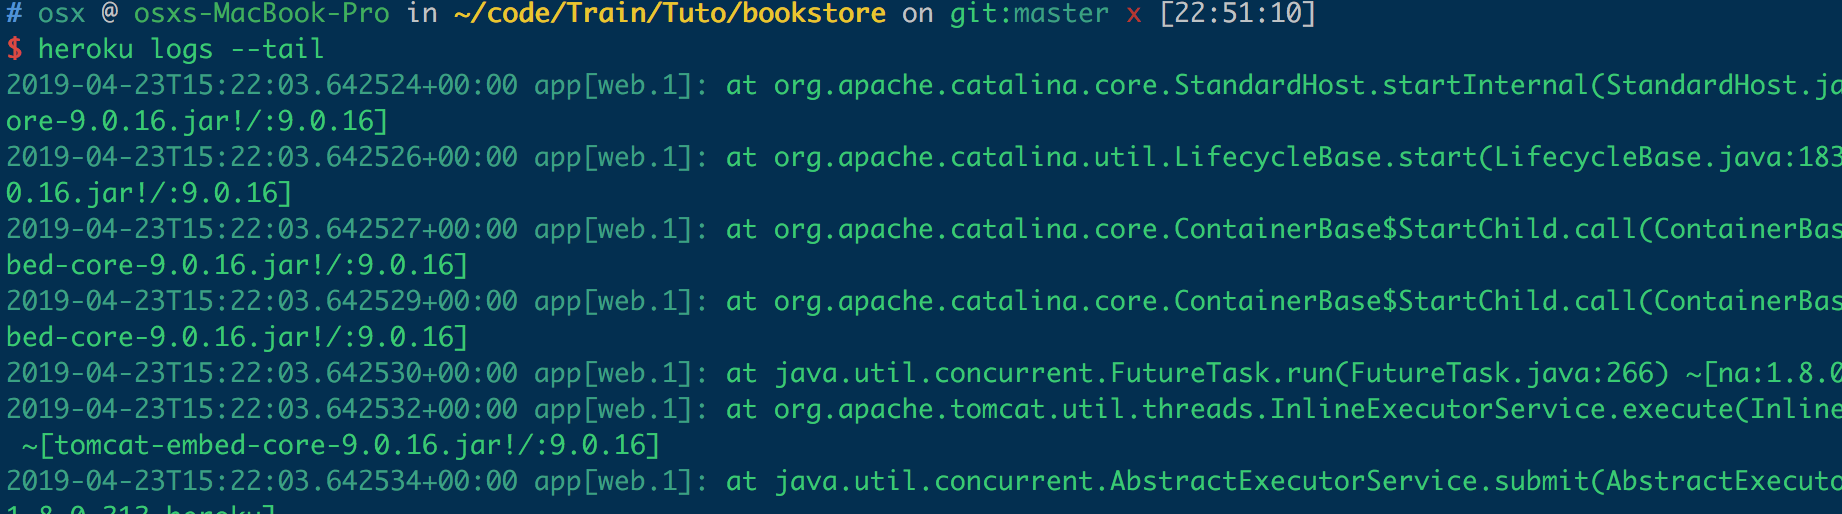 # osx @ osxs-MacBook-Pro in ~/code/Train/Tuto/bookstore on git:master x [22:51:10]
$ heroku logs --tail
2019-04-23T15:22:03.642524+00:00 app[web.1]: at org.apache.catalina.core.StandardHost.startInternal(StandardHost.ja
ore-9.0.16.jar!/:9.0.16]
2019-04-23T15:22:03.642526+00:00 app[web.1]: at org.apache.catalina.util.LifecycleBase.start(LifecycleBase.java:183
0.16.jar!/:9.0.16]
2019-04-23T15:22:03.642527+00:00 app[web.1]: at org.apache.catalina.core.ContainerBase$StartChild.call(ContainerBas
bed-core-9.0.16.jar!/:9.0.16]
2019-04-23T15:22:03.642529+00:00 app[web.1]: at org.apache.catalina.core.ContainerBase$StartChild.call(ContainerBas
bed-core-9.0.16.jar!/:9.0.16]
2019-04-23T15:22:03.642530+00:00 app[web.1]: at java.util.concurrent.FutureTask.run(FutureTask.java:266) ~[na:1.8.0
2019-04-23T15:22:03.642532+00:00 app[web.1]: at org.apache.tomcat.util.threads.InlineExecutorService.execute(Inline
~[tomcat-embed-core-9.0.16.jar!/:9.0.16]
2019-04-23T15:22:03.642534+00:00 app[web.1]: at java.util.concurrent.AbstractExecutorService.submit(AbstractExecuto